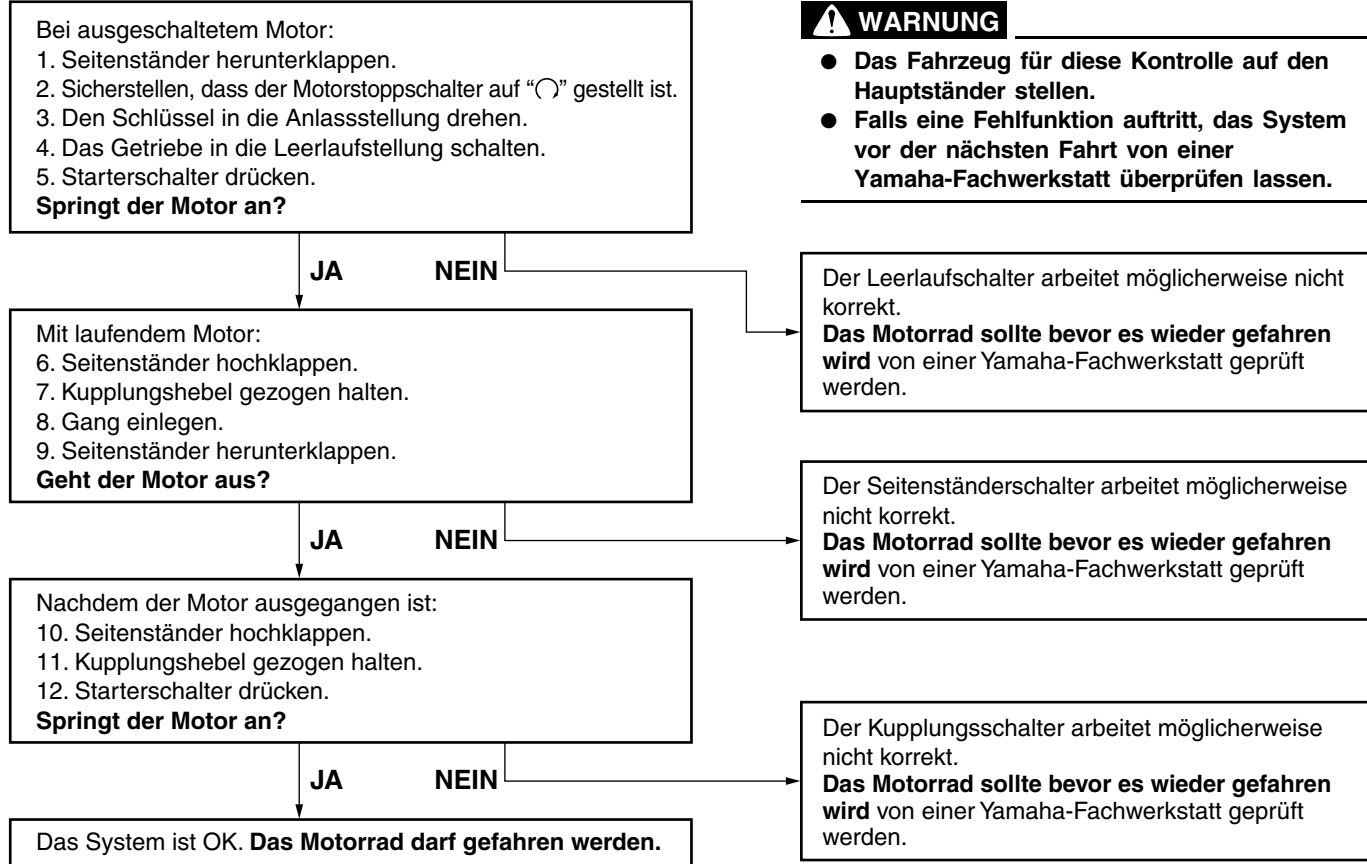 Bei ausgeschaltetem Motor:
1. Seitenständer herunterklappen.
2. Sicherstellen, dass der Motorstoppschalter auf “◠” gestellt ist.
3. Den Schlüssel in die Anlassstellung drehen.
4. Das Getriebe in die Leerlaufstellung schalten.
5. Starterschalter drücken.
Springt der Motor an?
WARNUNG
● Das Fahrzeug für diese Kontrolle auf den
Hauptständer stellen.
● Falls eine Fehlfunktion auftritt, das System
vor der nächsten Fahrt von einer
Yamaha-Fachwerkstatt überprüfen lassen.
JA NEIN
Der Leerlaufschalter arbeitet möglicherweise nicht
korrekt.
Das Motorrad sollte bevor es wieder gefahren
wird von einer Yamaha-Fachwerkstatt geprüft
werden.
Mit laufendem Motor:
6. Seitenständer hochklappen.
7. Kupplungshebel gezogen halten.
8. Gang einlegen.
9. Seitenständer herunterklappen.
Geht der Motor aus?
JA NEIN
Der Seitenständerschalter arbeitet möglicherweise
nicht korrekt.
Das Motorrad sollte bevor es wieder gefahren
wird von einer Yamaha-Fachwerkstatt geprüft
werden.
Nachdem der Motor ausgegangen ist:
10. Seitenständer hochklappen.
11. Kupplungshebel gezogen halten.
12. Starterschalter drücken.
Springt der Motor an?
JA NEIN
Der Kupplungsschalter arbeitet möglicherweise
nicht korrekt.
Das Motorrad sollte bevor es wieder gefahren
wird von einer Yamaha-Fachwerkstatt geprüft
werden.
Das System ist OK. Das Motorrad darf gefahren werden.